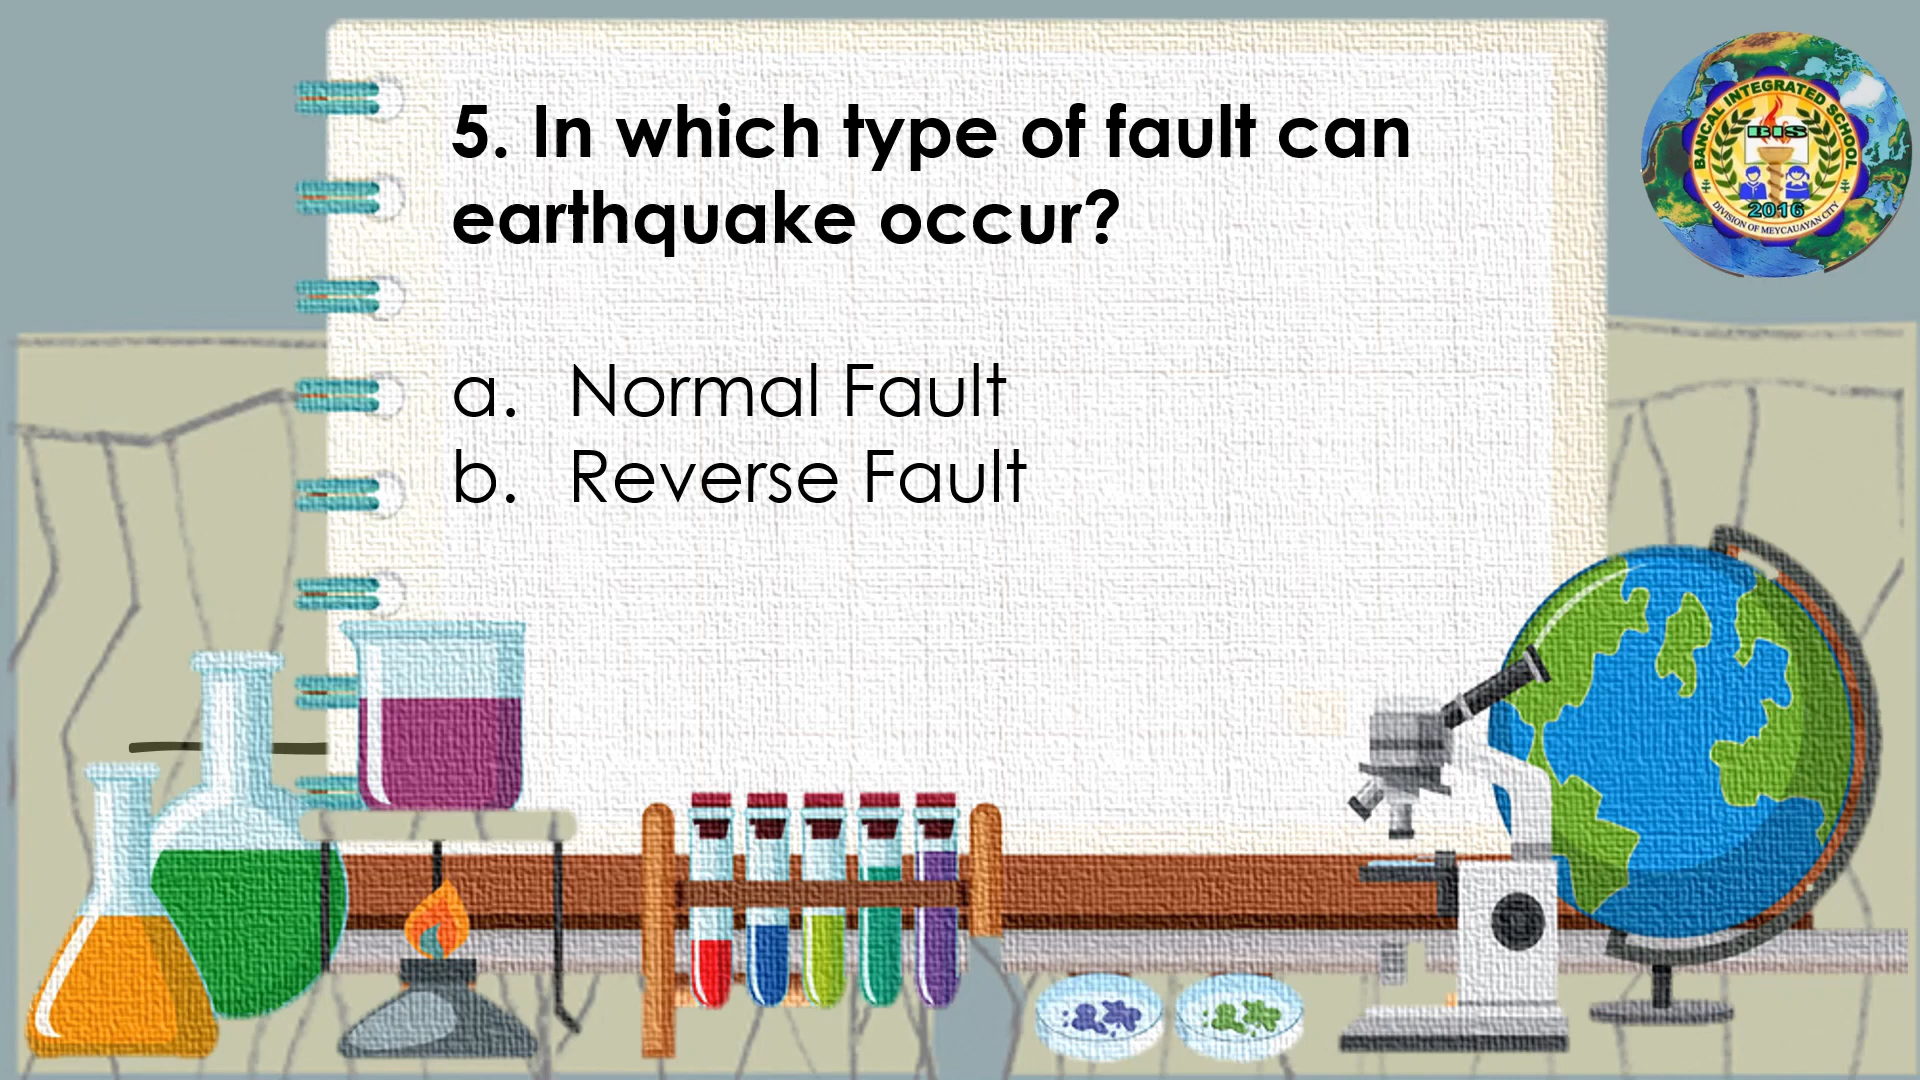 5. In which type of fault can
earthquake occur?
a. Normal Fault
b. Reverse Fault
BANCAL INTEGRATED SCHOOL
BIS
2016
DIVISION OF MEYCAUAYAN CITY